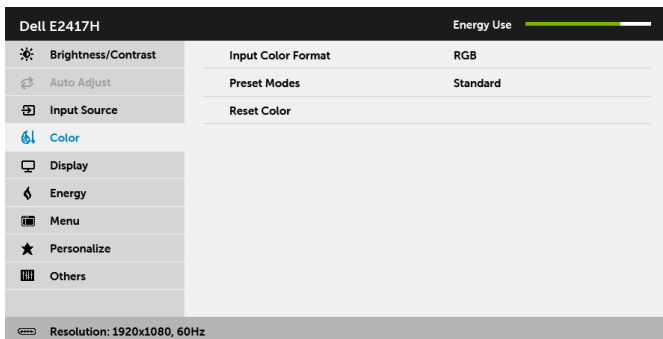 Dell E2417H Energy Use
Brightness/Contrast Input Color Format RGB
Auto Adjust Preset Modes Standard
Input Source Reset Color
Color
Display
Energy
Menu
Personalize
Others
Resolution: 1920x1080, 60Hz